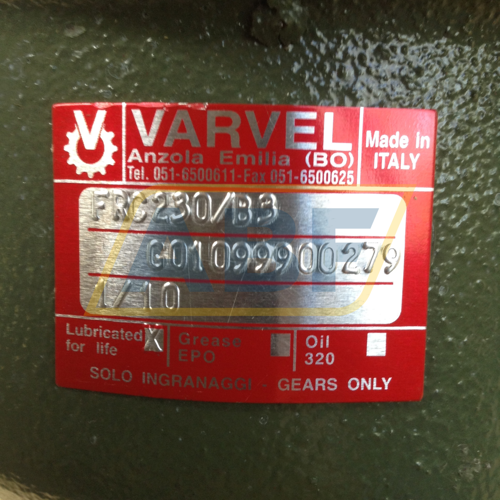 VARVEL
Anzola Emilia (BO)
Tel. 051-6500611-Fax 051-6500625
Made in
ITALY
FRC230/B3
G01099900279
1/10
Lubricated X
for life
Grease
EPO
Oil
320
SOLO INGRANAGGI - GEARS ONLY